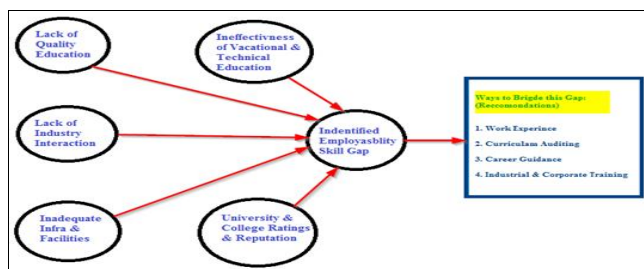 Lack of
Quality
Education
Ineffectivness
of Vacational &
Technical
Education
Lack of
Industry
Interaction
Indentified
Employasblity
Skill Gap
Inadequate
Infra &
Facilities
University &
College Ratings
& Reputation
Ways to Brigde this Gap:
(Reccomondations)
1. Work Experince
2. Curriculam Auditing
3. Career Guidance
4. Industrial & Corporate Training